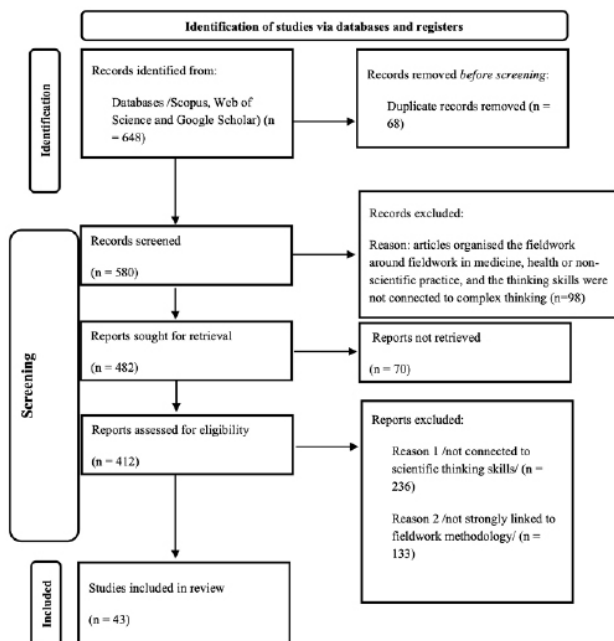 Identification of studies via databases and registers
Identification
Records identified from:
Databases /Scopus, Web of
Science and Google Scholar) (n
= 648)
Records removed before screening:
Duplicate records removed (n =
68)
Screening
Records screened
(n = 580)
Records excluded:
Reason: articles organised the fieldwork
around fieldwork in medicine, health or non-
scientific practice, and the thinking skills were
not connected to complex thinking (n=98)
Reports sought for retrieval
(n = 482)
Reports not retrieved
(n = 70)
Reports assessed for eligibility
(n = 412)
Reports excluded:
Reason 1 /not connected to
scientific thinking skills/ (n =
236)
Reason 2 /not strongly linked to
fieldwork methodology/ (n =
133)
Included
Studies included in review
(n = 43)